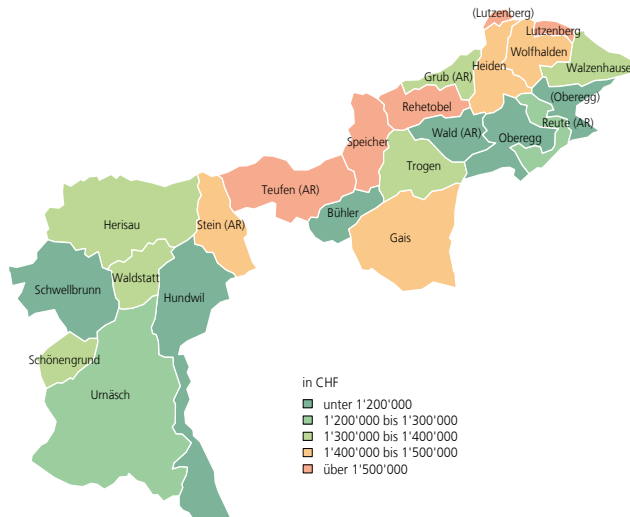 (Lutzenberg)
Lutzenberg
Wolfhalden
Heiden
Walzenhause
Grub (AR)
(Oberegg)
Rehetobel
Reute (AR)
Wald (AR)
Oberegg
Speicher
Trogen
Teufen (AR)
Bühler
Stein (AR)
Herisau
Gais
Waldstatt
Schwellbrunn
Hundwil
Schönengrund
Urnäsch
in CHF
unter 1'200'000
1'200'000 bis 1'300'000
1'300'000 bis 1'400'000
1'400'000 bis 1'500'000
über 1'500'000